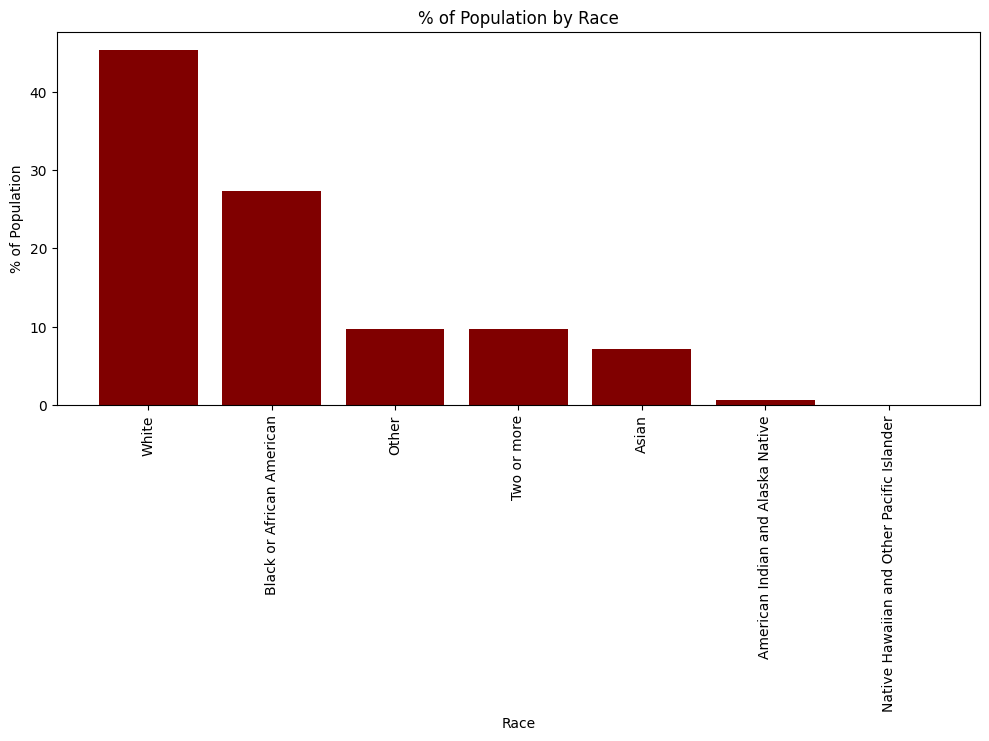 % of Population by Race
% of Population
40
30
20
10
0
White
Black or African American
Other
Two or more
Asian
American Indian and Alaska Native
Native Hawaiian and Other Pacific Islander
Race